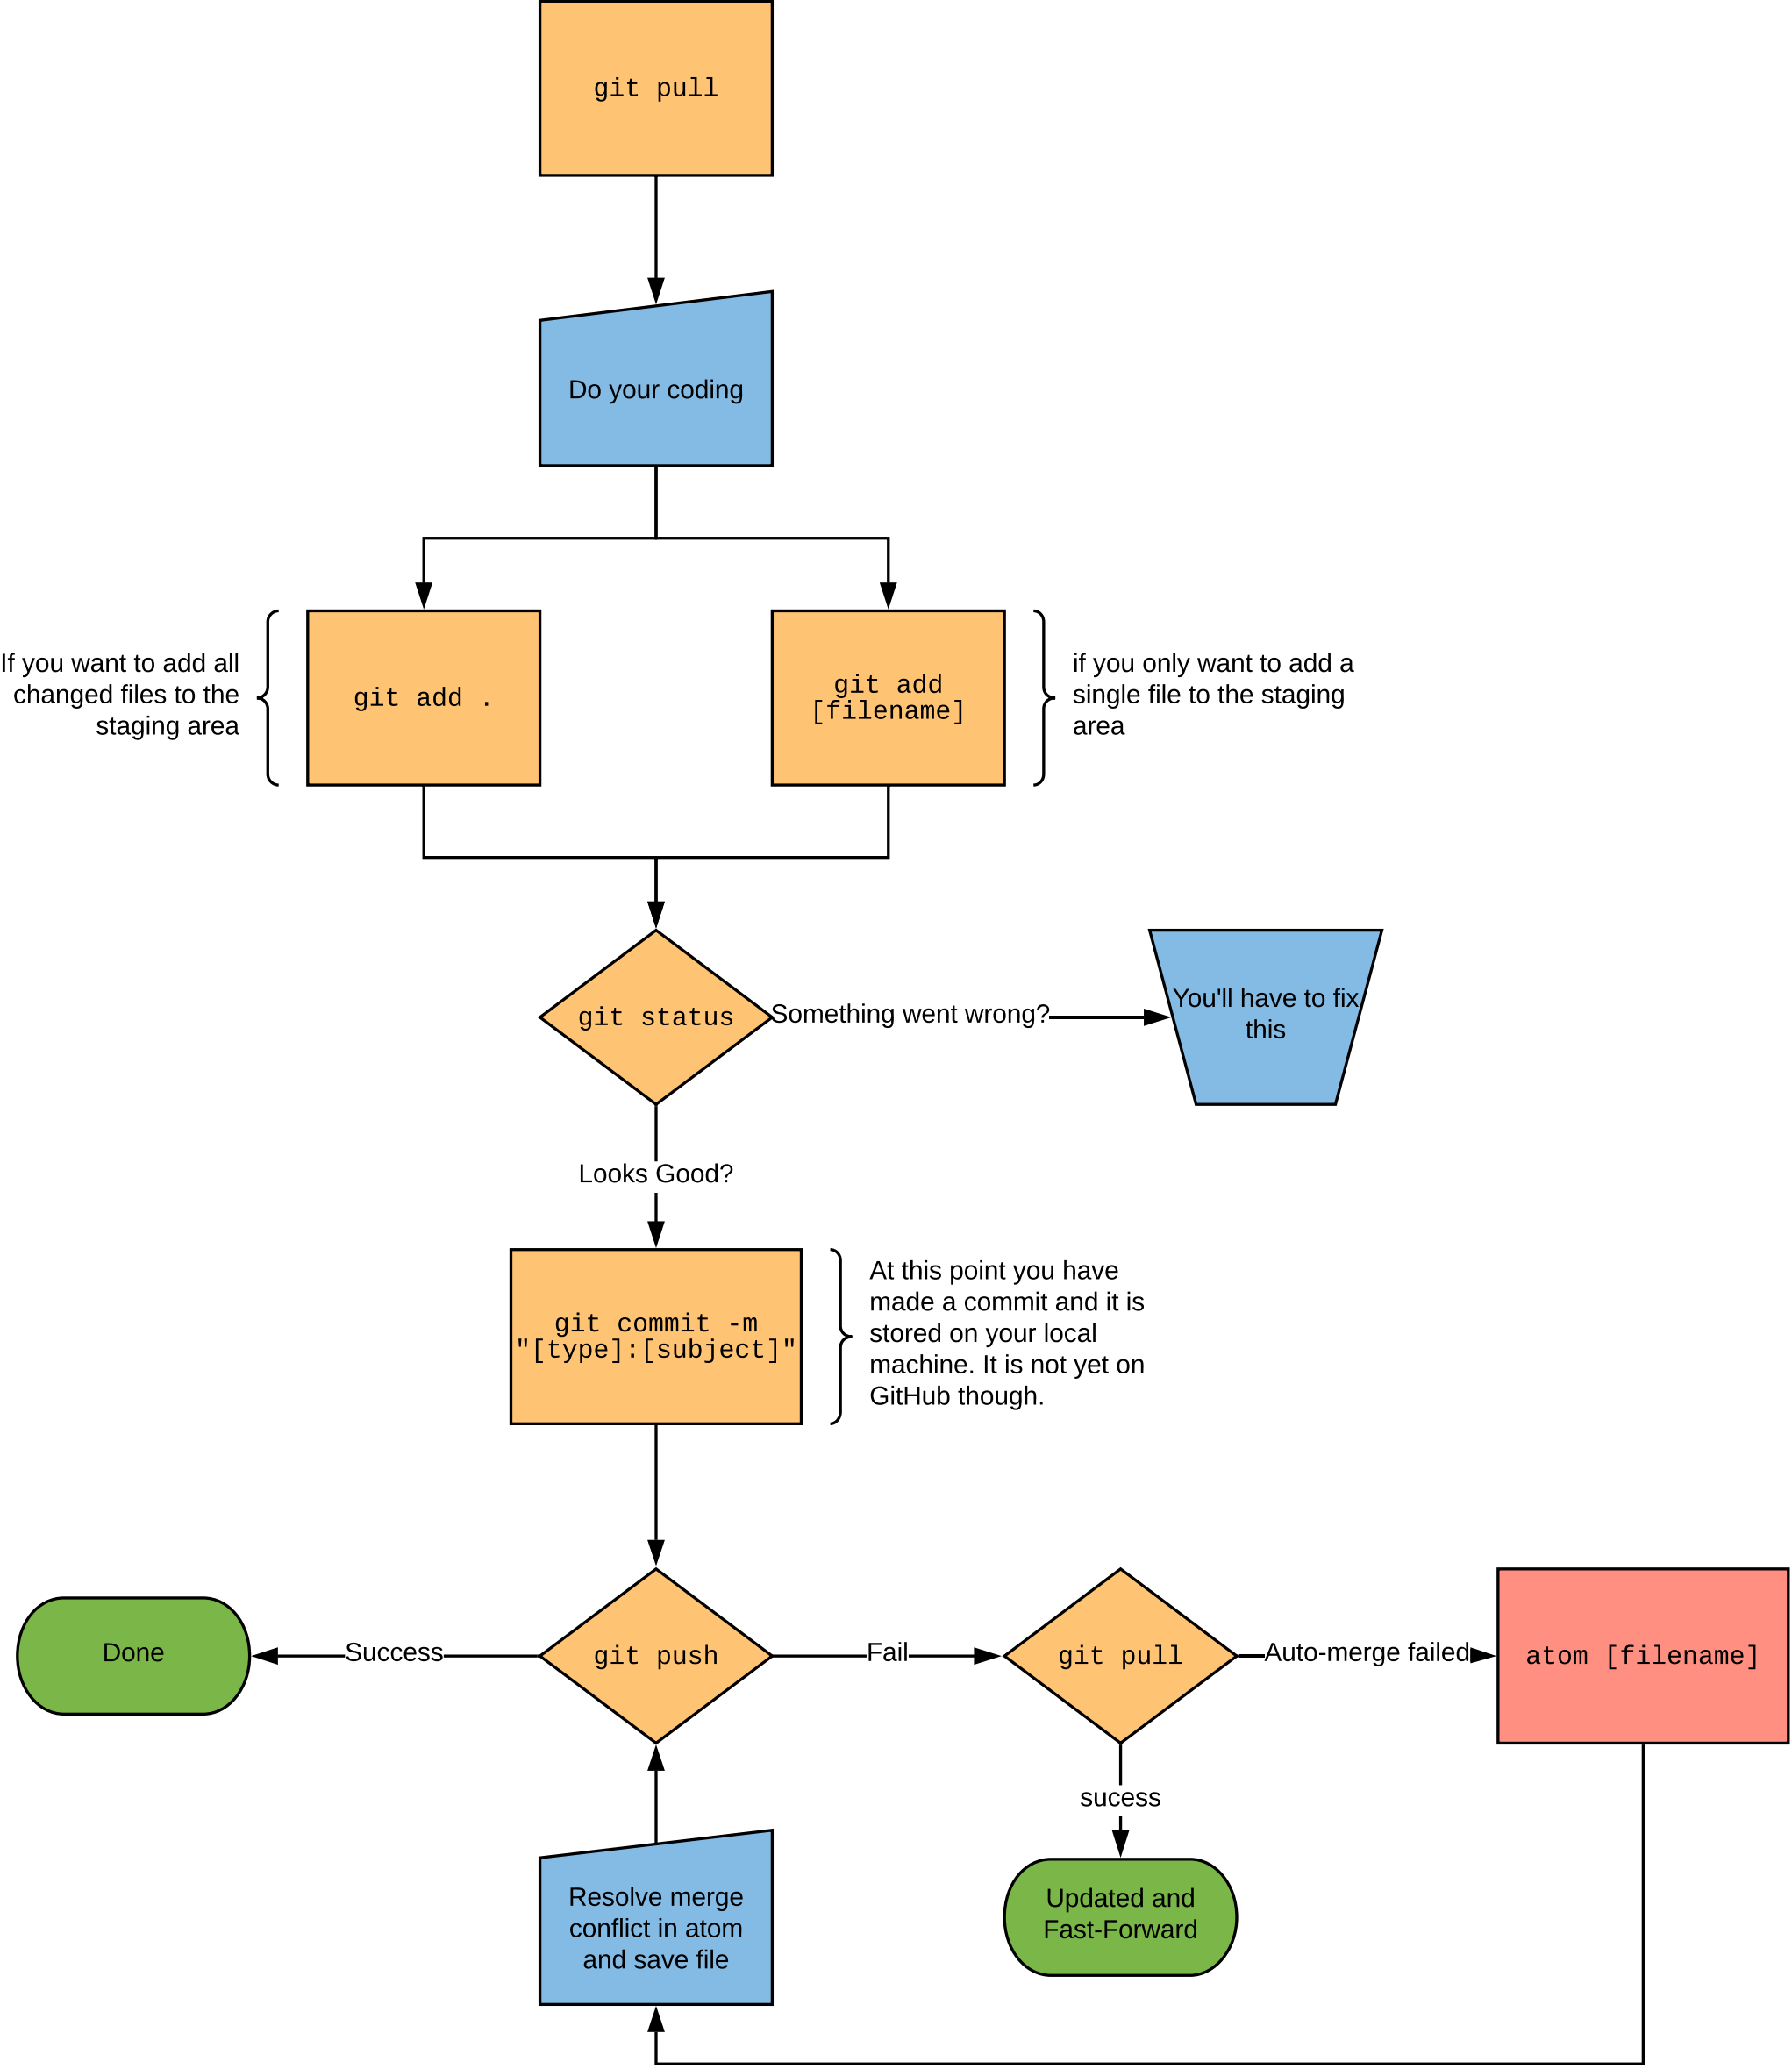 git pull
Do your coding
If you want to add all
changed files to the
staging area
git add .
git add
[filename]
if you only want to add a
single file to the staging
area
git status
Something went wrong?
You'll have to fix
this
Looks Good?
git commit -m
"[type]:[subject]"
At this point you have
made a commit and it is
stored on your local
machine. It is not yet on
GitHub though.
Done
Success
git push
Fail
git pull
Auto-merge failed
atom [filename]
sucess
Updated and
Fast-Forward
Resolve merge
conflict in atom
and save file